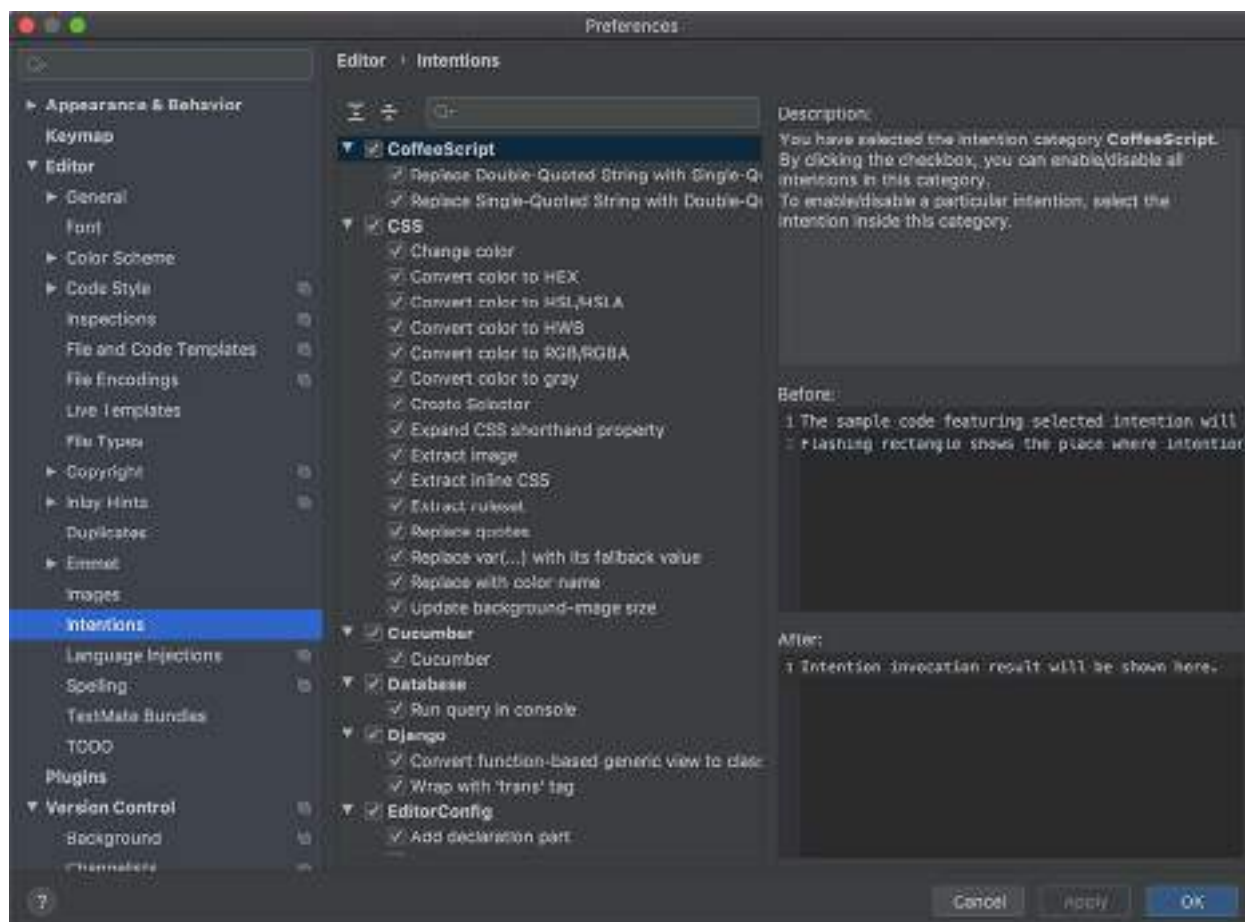 Preferences
Appearance & Behavior
Keymap
Editor
General
Font
Color Scheme
Code Style
Inspections
File and Code Templates
File Encodings
Live Templates
File Types
Copyright
Inlay Hints
Duplicates
Emmet
Images
Intentions
Language Injections
Spelling
TextMate Bundles
TODO
Plugins
Version Control
Background
Changelists
?
Editor › Intentions
CoffeeScript
Replace Double-Quoted String with Single-Q
Replace Single-Quoted String with Double-Q
CSS
Change color
Convert color to HEX
Convert color to HSL/HSLA
Convert color to HWB
Convert color to RGB/RGBA
Convert color to gray
Create Selector
Expand CSS shorthand property
Extract image
Extract inline CSS
Extract ruleset
Replace quotes
Replace var(...) with its fallback value
Replace with color name
Update background-image size
Cucumber
Cucumber
Database
Run query in console
Django
Convert function-based generic view to clas
Wrap with 'trans' tag
EditorConfig
Add declaration part
Description:
You have selected the intention category CoffeeScript.
By clicking the checkbox, you can enable/disable all
intentions in this category.
To enable/disable a particular intention, select the
intention inside this category.
Before:
1 The sample code featuring selected intention will
2 Flashing rectangle shows the place where intention
After:
1 Intention invocation result will be shown here.
Cancel
Apply
OK